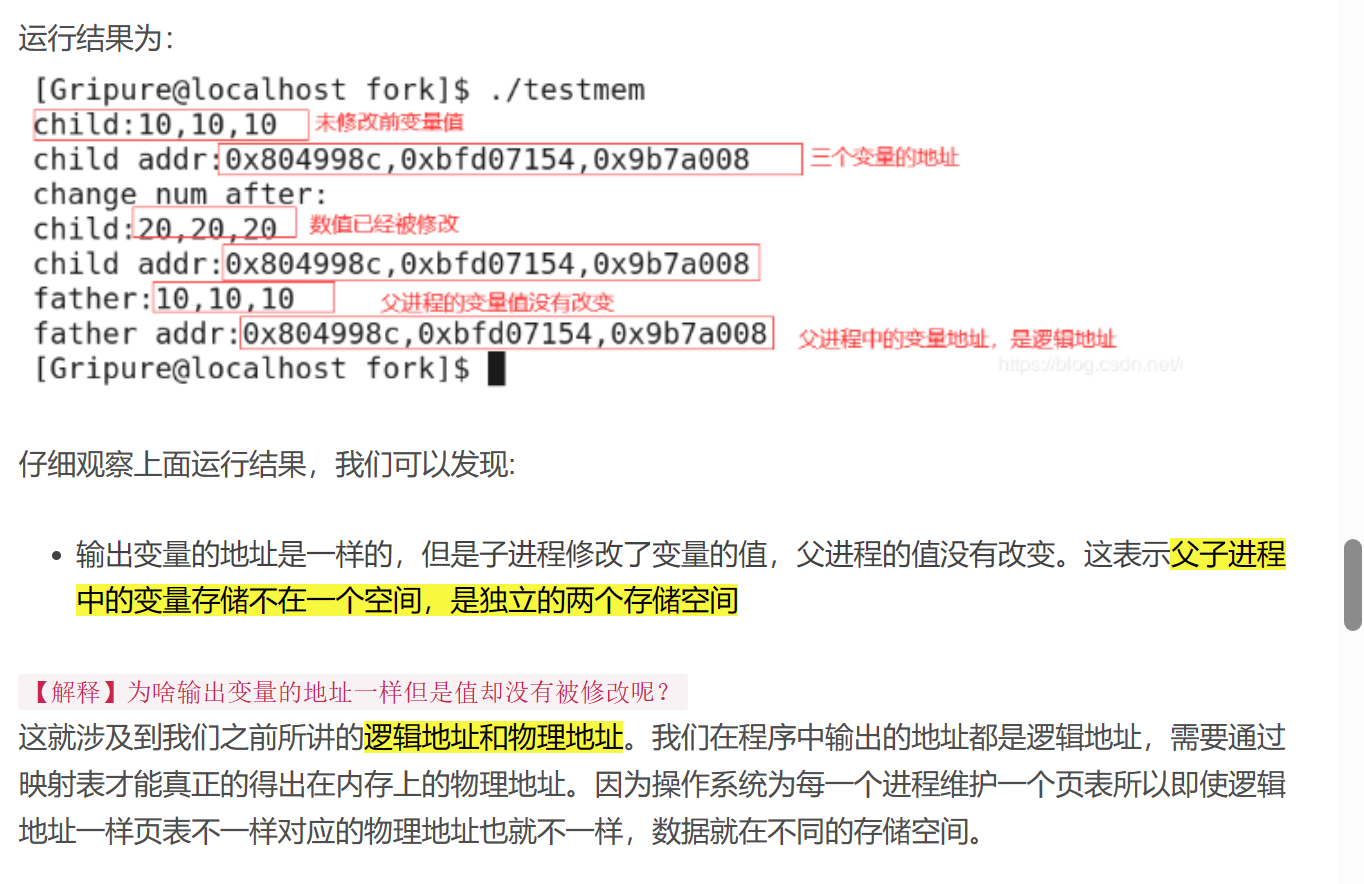 运行结果为：
[Gripure@localhost fork]$ ./testmem
child:10,10,10 未修改前变量值
child addr:0x804998c,0xbfd07154,0x9b7a008 三个变量的地址
change num after:
child:20,20,20 数值已经被修改
child addr:0x804998c,0xbfd07154,0x9b7a008
father:10,10,10 父进程的变量值没有改变
father addr:0x804998c,0xbfd07154,0x9b7a008 父进程中的变量地址，是逻辑地址
[Gripure@localhost fork]$
https://blog.csdn.net/
仔细观察上面运行结果，我们可以发现:
• 输出变量的地址是一样的，但是子进程修改了变量的值，父进程的值没有改变。这表示父子进程
中的变量存储不在一个空间，是独立的两个存储空间
【解释】为啥输出变量的地址一样但是值却没有被修改呢？
这就涉及到我们之前所讲的逻辑地址和物理地址。我们在程序中输出的地址都是逻辑地址，需要通过
映射表才能真正的得出在内存上的物理地址。因为操作系统为每一个进程维护一个页表所以即使逻辑
地址一样页表不一样对应的物理地址也就不一样，数据就在不同的存储空间。